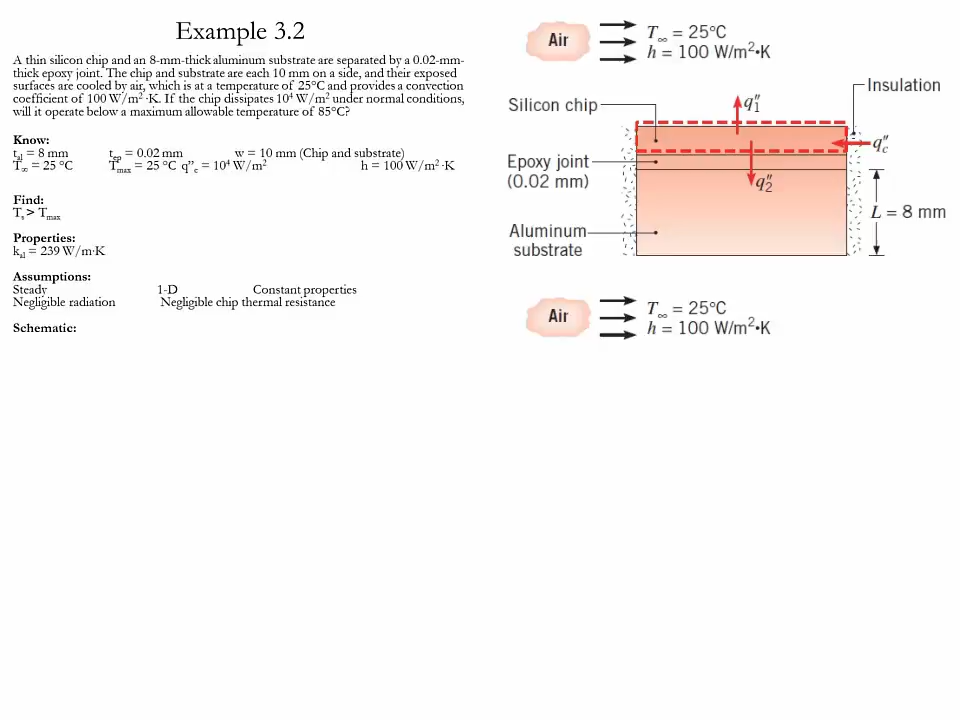 Example 3.2
A thin silicon chip and an 8-mm-thick aluminum substrate are separated by a 0.02-mm-
thick epoxy joint. The chip and substrate are each 10 mm on a side, and their exposed
surfaces are cooled by air, which is at a temperature of 25°C and provides a convection
coefficient of 100 W/m² ·K. If the chip dissipates 10⁴ W/m² under normal conditions,
will it operate below a maximum allowable temperature of 85°C?
Know:
tal = 8 mm tep = 0.02 mm w = 10 mm (Chip and substrate)
T∞ = 25 °C Tmax = 25 °C q”c = 10⁴ W/m² h = 100 W/m² ·K
Find:
Ts > Tmax
Properties:
kal = 239 W/m·K
Assumptions:
Steady 1-D Constant properties
Negligible radiation Negligible chip thermal resistance
Schematic:
Air
T∞ = 25°C
h = 100 W/m²•K
Insulation
Silicon chip
q″1
q″c
Epoxy joint
(0.02 mm)
q″2
L = 8 mm
Aluminum
substrate
Air
T∞ = 25°C
h = 100 W/m²•K